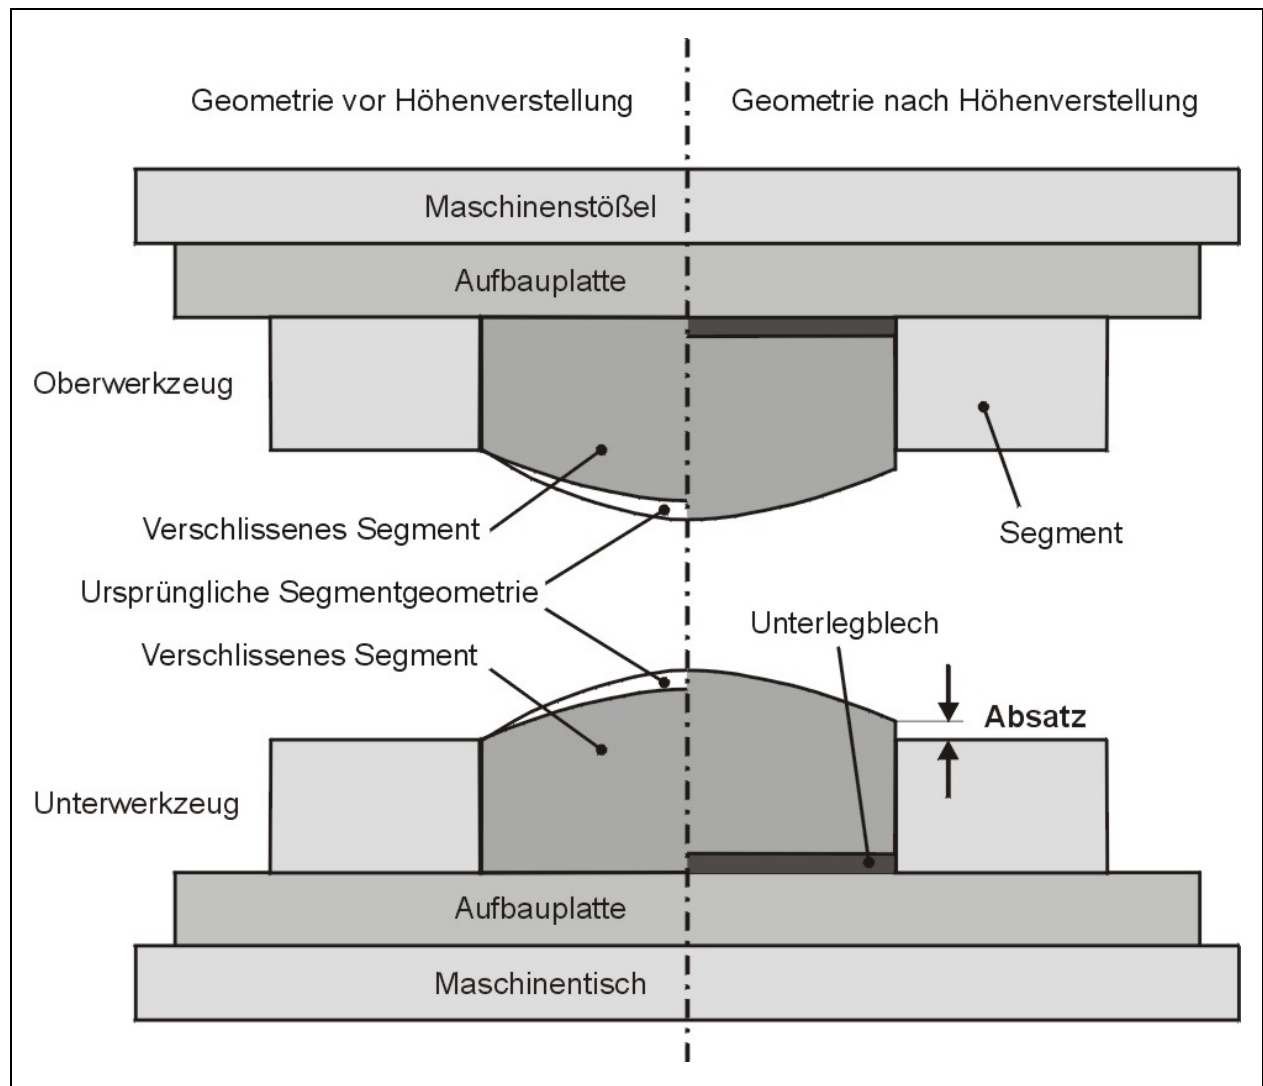 Geometrie vor Höhenverstellung
Geometrie nach Höhenverstellung
Maschinenstößel
Aufbauplatte
Oberwerkzeug
Verschlissenes Segment
Segment
Ursprüngliche Segmentgeometrie
Unterlegblech
Verschlissenes Segment
Absatz
Unterwerkzeug
Aufbauplatte
Maschinentisch